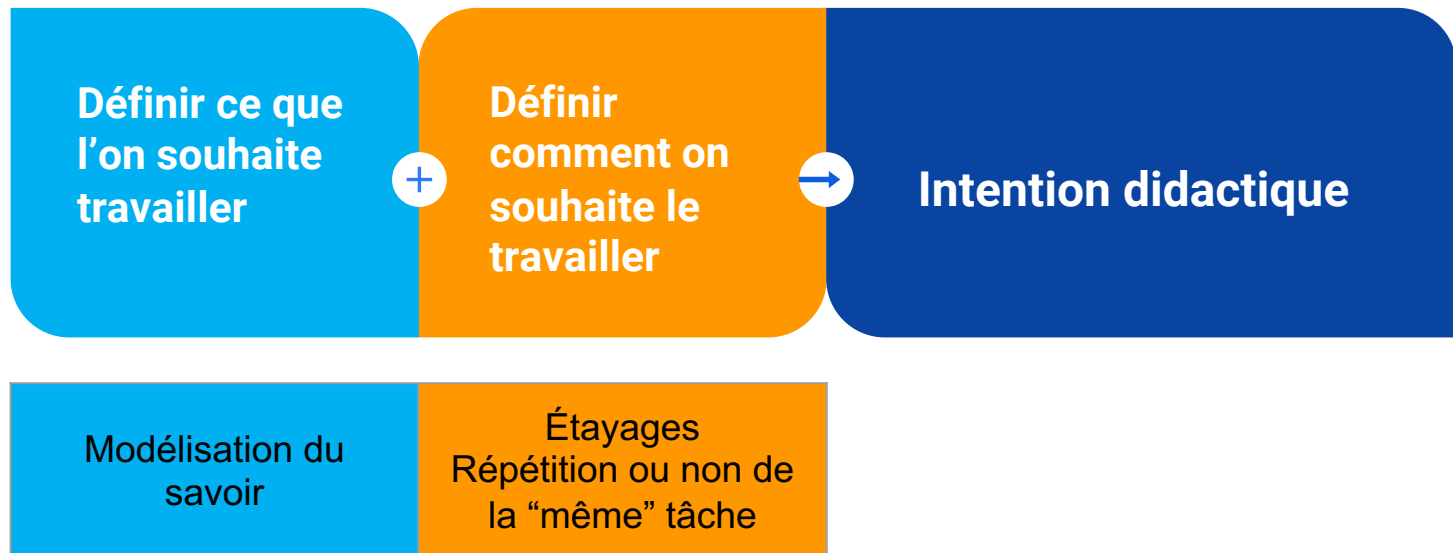 Définir ce que
l’on souhaite
travailler
+
Définir
comment on
souhaite le
travailler
→
Intention didactique
Modélisation du
savoir
Étayages
Répétition ou non de
la “même” tâche